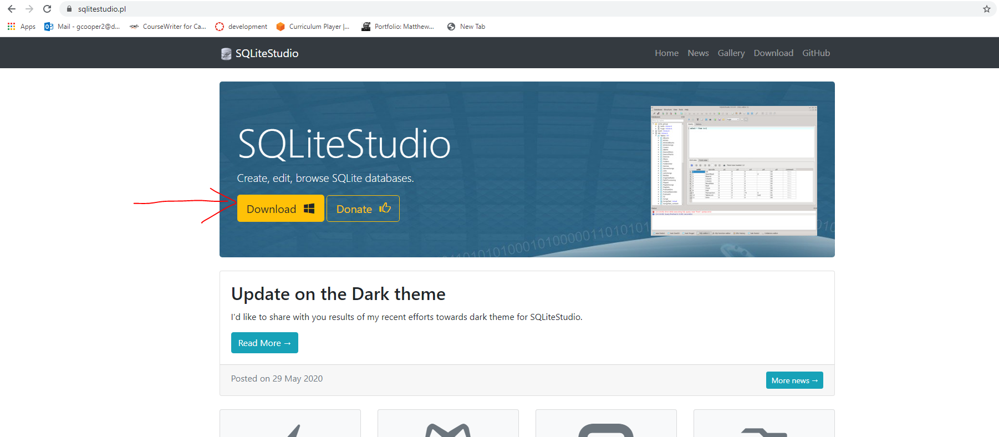 sqlitestudio.pl
Apps Mail - gcooper2@d... CourseWriter for Ca... development Curriculum Player |... Portfolio: Matthew... New Tab
SQLiteStudio Home News Gallery Download GitHub
SQLiteStudio
Create, edit, browse SQLite databases.
Download Donate
Update on the Dark theme
I'd like to share with you results of my recent efforts towards dark theme for SQLiteStudio.
Read More →
Posted on 29 May 2020 More news →